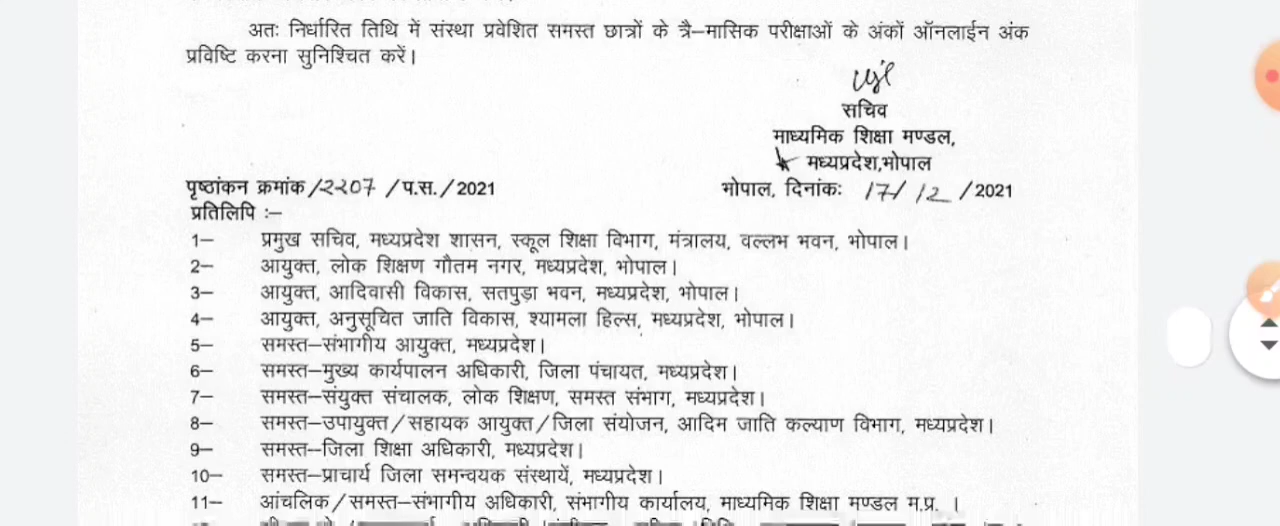 अतः निर्धारित तिथि में संस्था प्रवेशित समस्त छात्रों के त्रै–मासिक परीक्षाओं के अंकों ऑनलाईन अंक
प्रविष्टि करना सुनिश्चित करें।
सचिव
माध्यमिक शिक्षा मण्डल,
मध्यप्रदेश,भोपाल
पृष्ठांकन क्रमांक /2207 /प.स./2021
भोपाल, दिनांकः 17/ 12 /2021
प्रतिलिपि :–
1– प्रमुख सचिव, मध्यप्रदेश शासन, स्कूल शिक्षा विभाग, मंत्रालय, वल्लभ भवन, भोपाल।
2– आयुक्त, लोक शिक्षण गौतम नगर, मध्यप्रदेश, भोपाल।
3– आयुक्त, आदिवासी विकास, सतपुड़ा भवन, मध्यप्रदेश, भोपाल।
4– आयुक्त, अनुसूचित जाति विकास, श्यामला हिल्स, मध्यप्रदेश, भोपाल।
5– समस्त–संभागीय आयुक्त, मध्यप्रदेश।
6– समस्त–मुख्य कार्यपालन अधिकारी, जिला पंचायत, मध्यप्रदेश।
7– समस्त–संयुक्त संचालक, लोक शिक्षण, समस्त संभाग, मध्यप्रदेश।
8– समस्त–उपायुक्त/सहायक आयुक्त/जिला संयोजन, आदिम जाति कल्याण विभाग, मध्यप्रदेश।
9– समस्त–जिला शिक्षा अधिकारी, मध्यप्रदेश।
10– समस्त–प्राचार्य जिला समन्वयक संस्थायें, मध्यप्रदेश।
11– आंचलिक/समस्त–संभागीय अधिकारी, संभागीय कार्यालय, माध्यमिक शिक्षा मण्डल म.प्र. ।